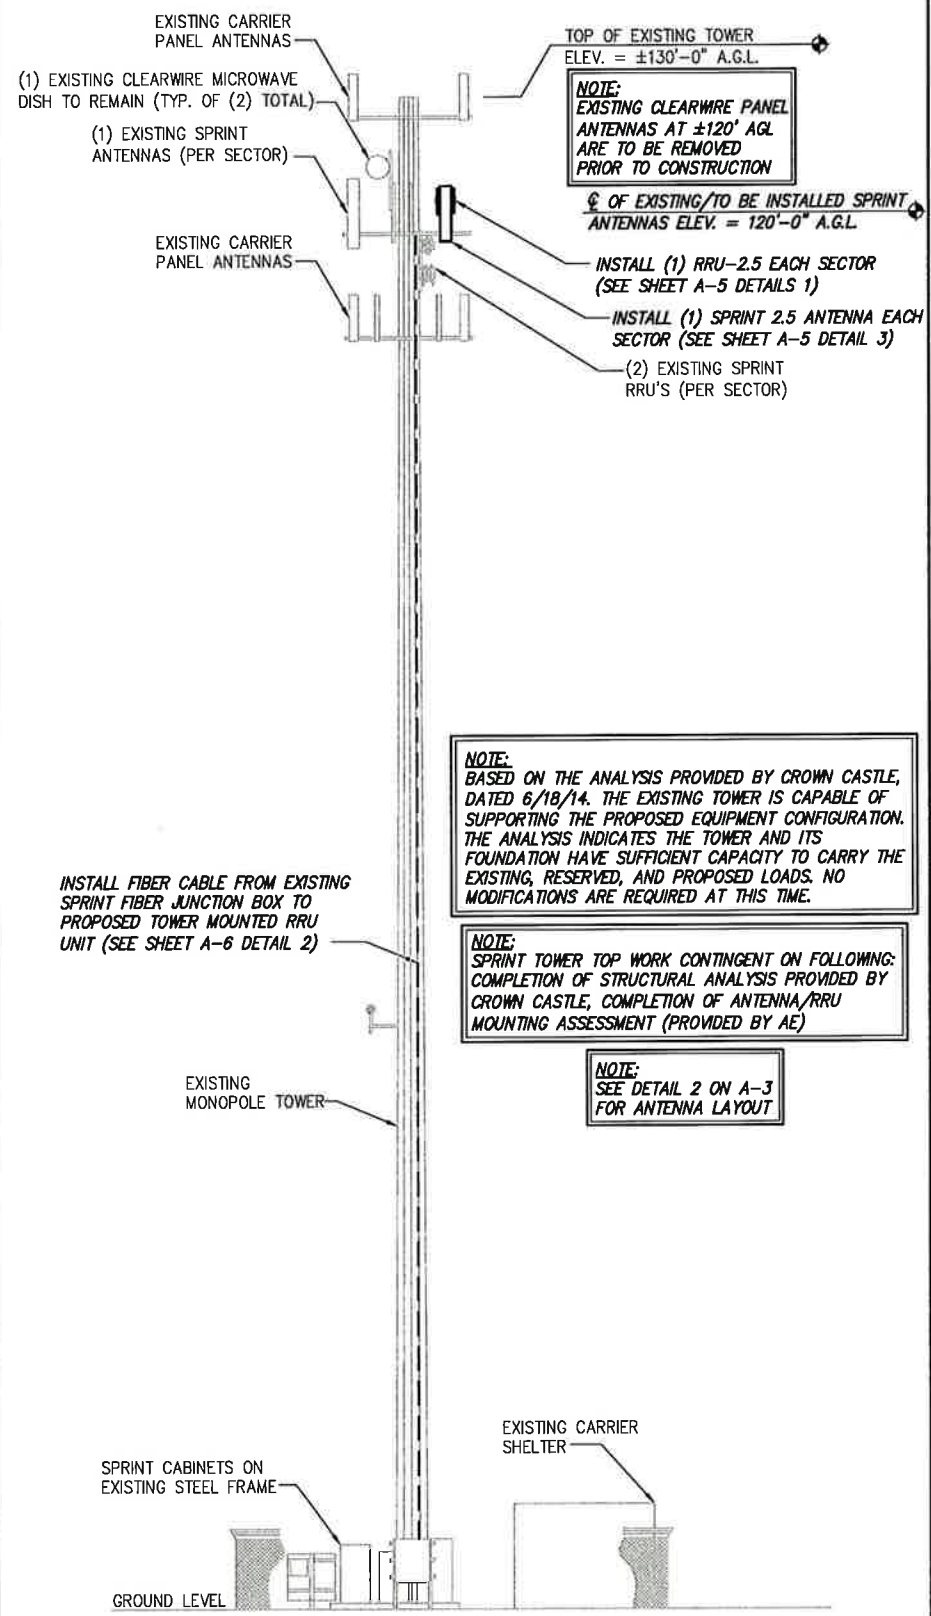 EXISTING CARRIER
PANEL ANTENNAS
(1) EXISTING CLEARWIRE MICROWAVE
DISH TO REMAIN (TYP. OF (2) TOTAL)
(1) EXISTING SPRINT
ANTENNAS (PER SECTOR)
EXISTING CARRIER
PANEL ANTENNAS
TOP OF EXISTING TOWER
ELEV. = ±130'-0" A.G.L.
NOTE:
EXISTING CLEARWIRE PANEL
ANTENNAS AT ±120' AGL
ARE TO BE REMOVED
PRIOR TO CONSTRUCTION
℄ OF EXISTING/TO BE INSTALLED SPRINT
ANTENNAS ELEV. = 120'-0" A.G.L.
INSTALL (1) RRU-2.5 EACH SECTOR
(SEE SHEET A-5 DETAILS 1)
INSTALL (1) SPRINT 2.5 ANTENNA EACH
SECTOR (SEE SHEET A-5 DETAIL 3)
(2) EXISTING SPRINT
RRU'S (PER SECTOR)
NOTE:
BASED ON THE ANALYSIS PROVIDED BY CROWN CASTLE,
DATED 6/18/14. THE EXISTING TOWER IS CAPABLE OF
SUPPORTING THE PROPOSED EQUIPMENT CONFIGURATION.
THE ANALYSIS INDICATES THE TOWER AND ITS
FOUNDATION HAVE SUFFICIENT CAPACITY TO CARRY THE
EXISTING, RESERVED, AND PROPOSED LOADS. NO
MODIFICATIONS ARE REQUIRED AT THIS TIME.
INSTALL FIBER CABLE FROM EXISTING
SPRINT FIBER JUNCTION BOX TO
PROPOSED TOWER MOUNTED RRU
UNIT (SEE SHEET A-6 DETAIL 2)
NOTE:
SPRINT TOWER TOP WORK CONTINGENT ON FOLLOWING:
COMPLETION OF STRUCTURAL ANALYSIS PROVIDED BY
CROWN CASTLE, COMPLETION OF ANTENNA/RRU
MOUNTING ASSESSMENT (PROVIDED BY AE)
NOTE:
SEE DETAIL 2 ON A-3
FOR ANTENNA LAYOUT
EXISTING
MONOPOLE TOWER
EXISTING CARRIER
SHELTER
SPRINT CABINETS ON
EXISTING STEEL FRAME
GROUND LEVEL